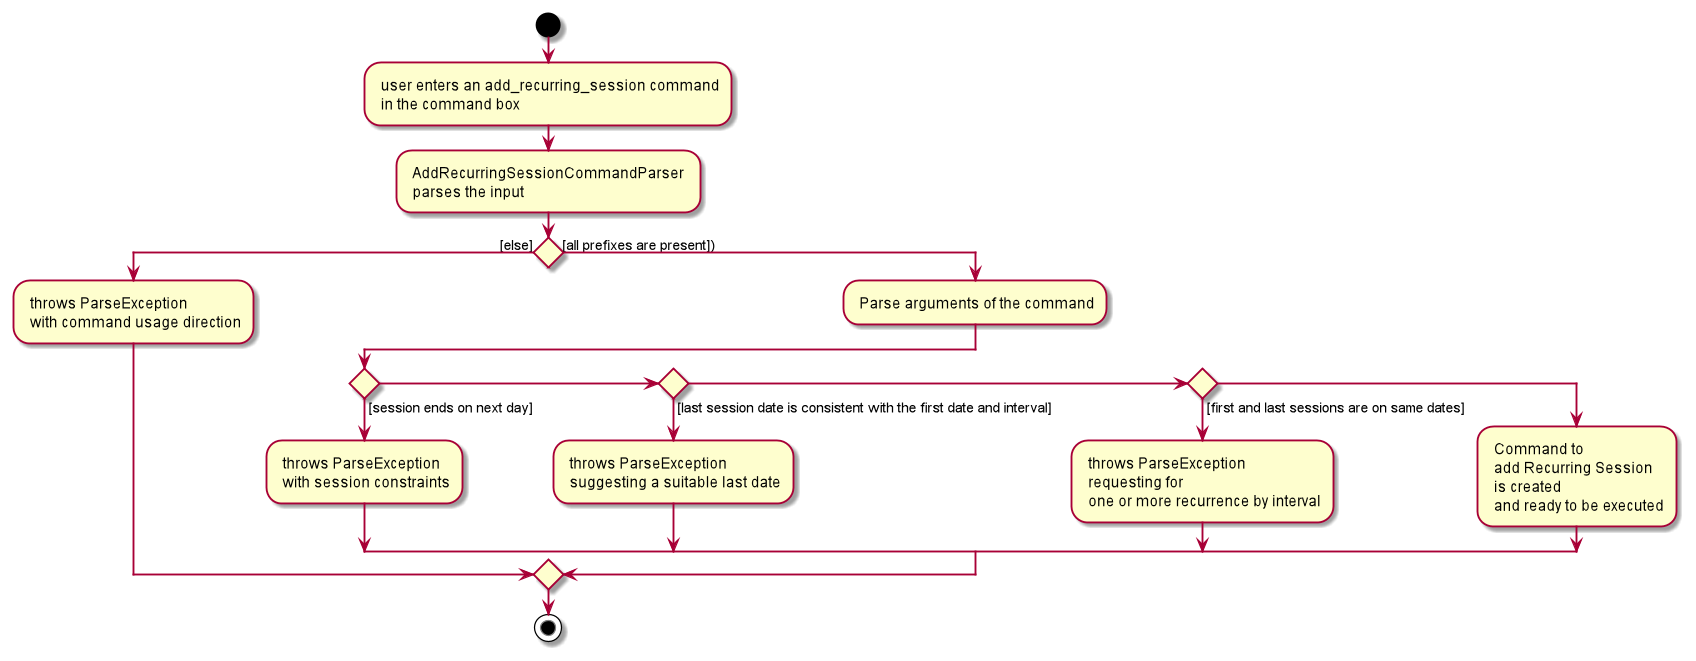 user enters an add_recurring_session command
in the command box
AddRecurringSessionCommandParser
parses the input
[else]
[all prefixes are present])
throws ParseException
with command usage direction
Parse arguments of the command
[session ends on next day]
[last session date is consistent with the first date and interval]
[first and last sessions are on same dates]
throws ParseException
with session constraints
throws ParseException
suggesting a suitable last date
throws ParseException
requesting for
one or more recurrence by interval
Command to
add Recurring Session
is created
and ready to be executed